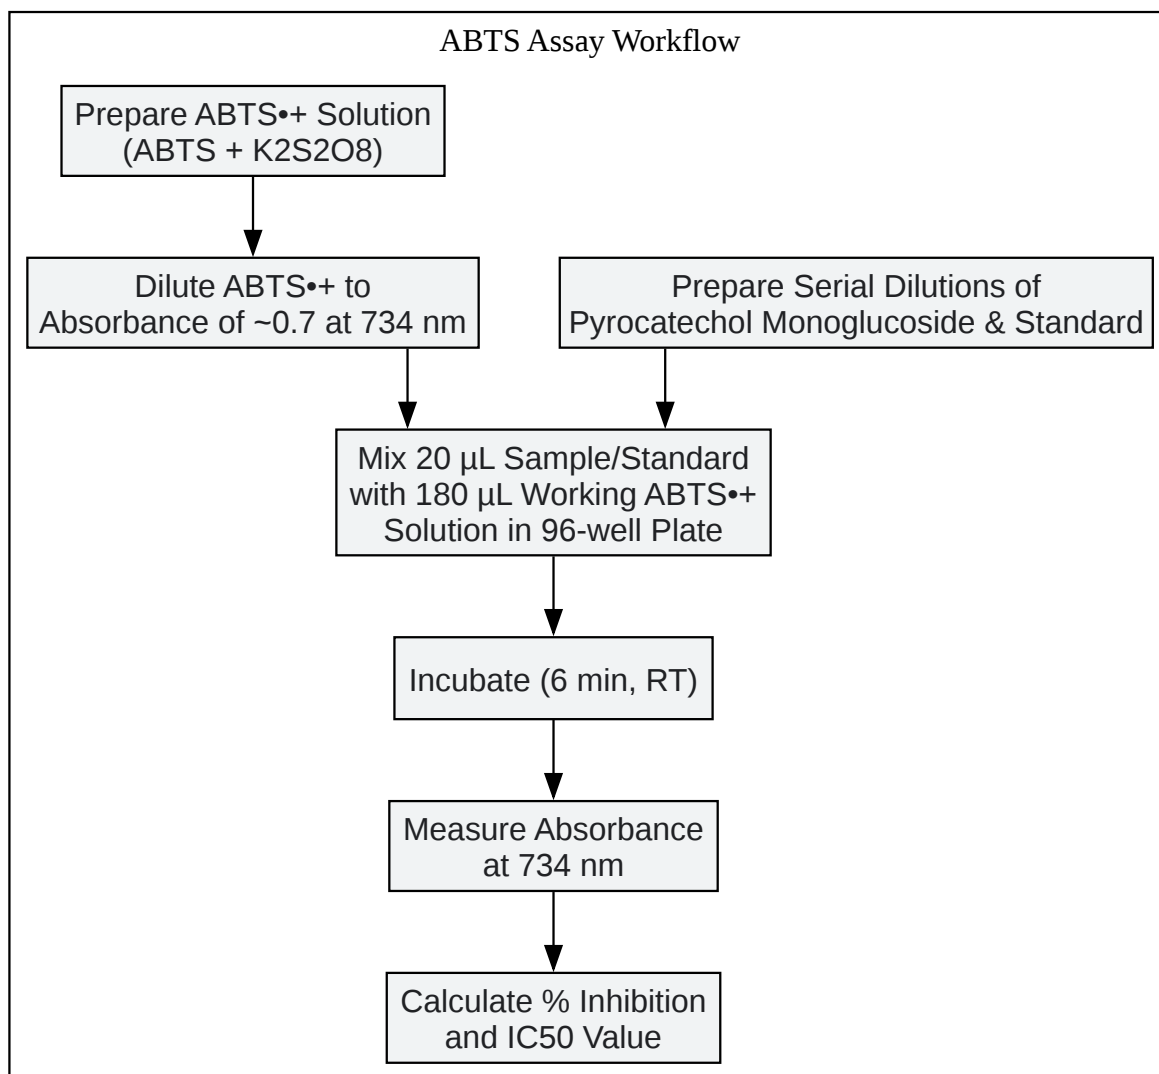 ABTS Assay Workflow
Prepare ABTS•+ Solution
(ABTS + K2S2O8)
Dilute ABTS•+ to
Absorbance of ~0.7 at 734 nm
Prepare Serial Dilutions of
Pyrocatechol Monoglucoside & Standard
Mix 20 µL Sample/Standard
with 180 µL Working ABTS•+
Solution in 96-well Plate
Incubate (6 min, RT)
Measure Absorbance
at 734 nm
Calculate % Inhibition
and IC50 Value